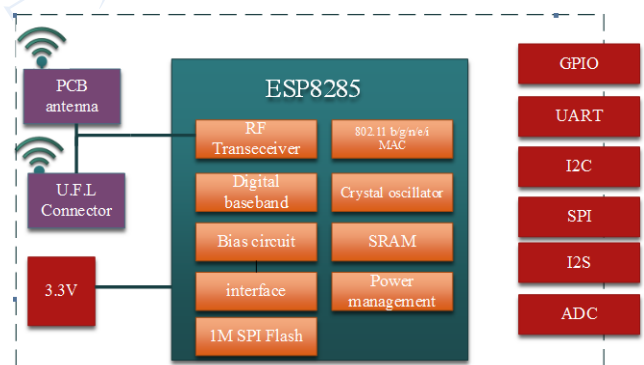 PCB
antenna
U.F.L
Connector
3.3V
ESP8285
RF
Transeceiver
802.11 b/g/n/e/i
MAC
Digital
baseband
Crystal oscillator
Bias circuit
SRAM
interface
Power
management
1M SPI Flash
GPIO
UART
I2C
SPI
I2S
ADC